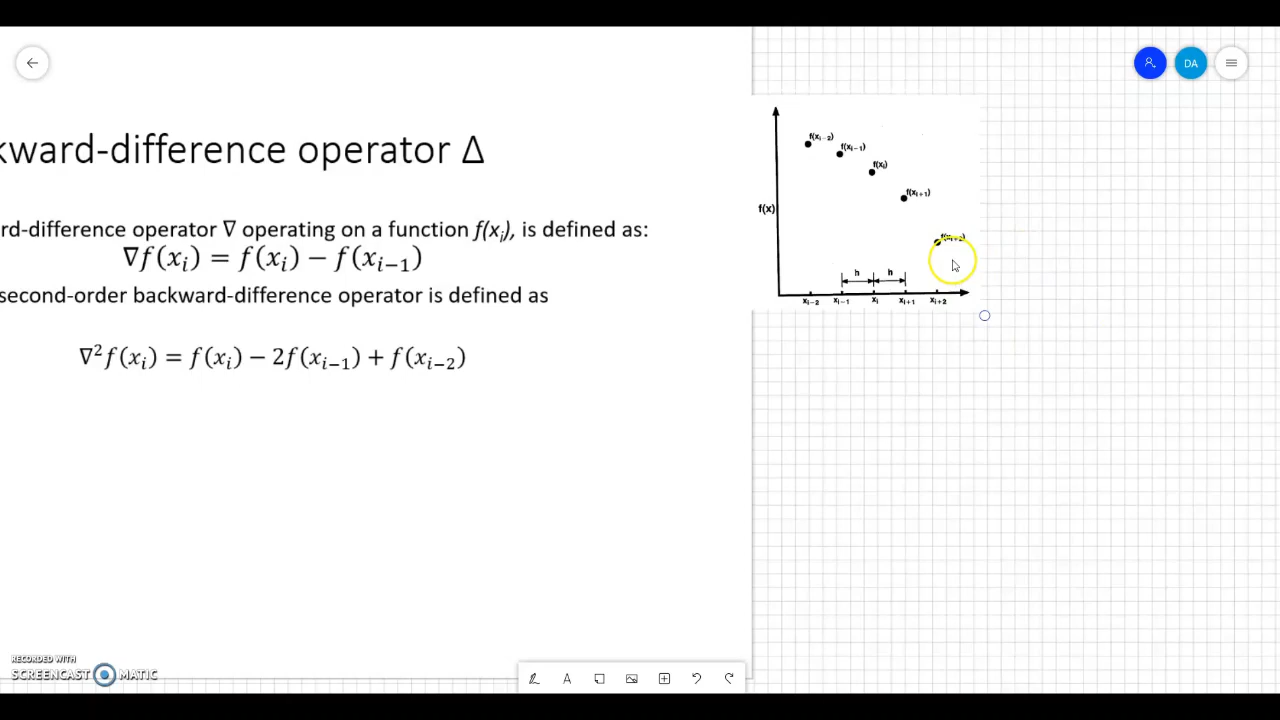 DA
kward-difference operator Δ
rd-difference operator ∇ operating on a function f(xᵢ), is defined as:
∇f(xᵢ) = f(xᵢ) − f(xᵢ₋₁)
second-order backward-difference operator is defined as
∇²f(xᵢ) = f(xᵢ) − 2f(xᵢ₋₁) + f(xᵢ₋₂)
f(xᵢ₋₂)
f(xᵢ₋₁)
f(xᵢ)
f(xᵢ₊₁)
f(x)
f(xᵢ₊₂)
h h
xᵢ₋₂ xᵢ₋₁ xᵢ xᵢ₊₁ xᵢ₊₂
RECORDED WITH
SCREENCAST MATIC
A